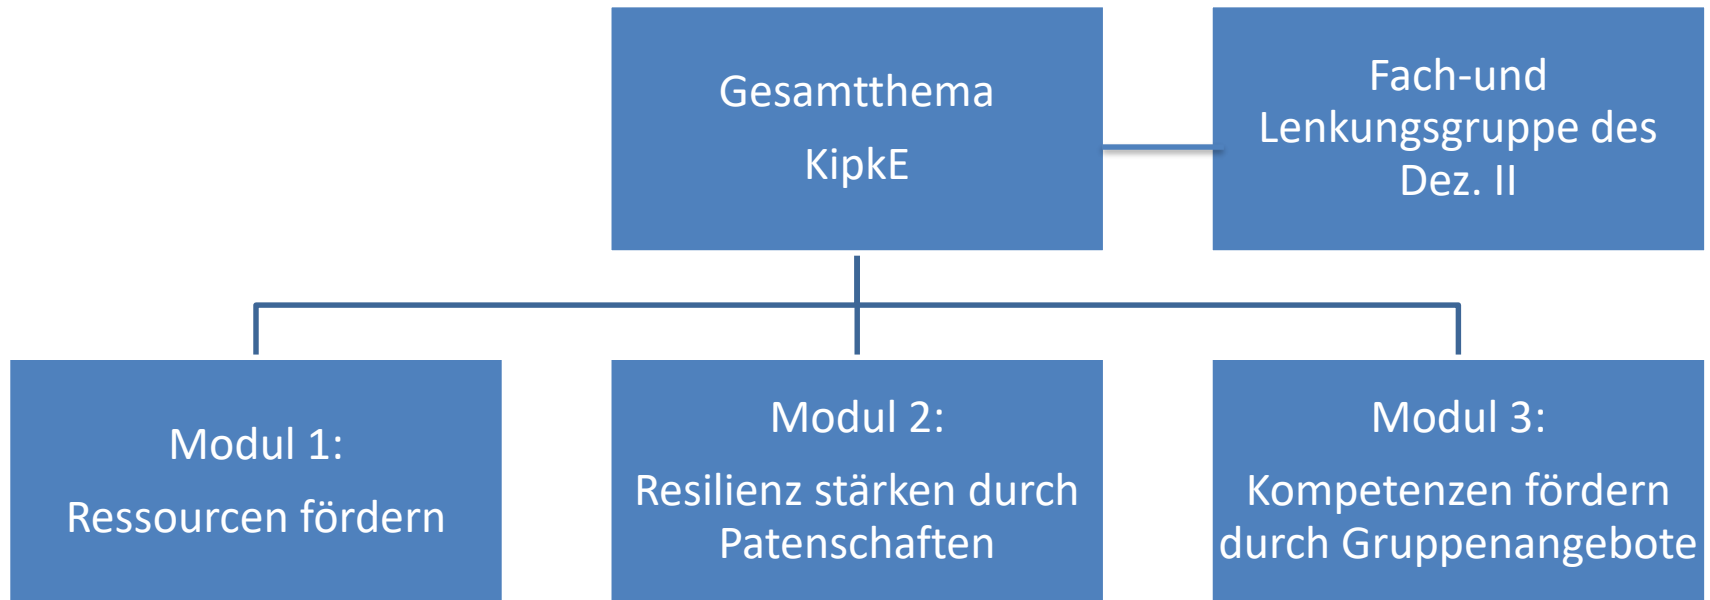 Gesamtthema
KipkE
Fach-und
Lenkungsgruppe des
Dez. II
Modul 1:
Ressourcen fördern
Modul 2:
Resilienz stärken durch
Patenschaften
Modul 3:
Kompetenzen fördern
durch Gruppenangebote